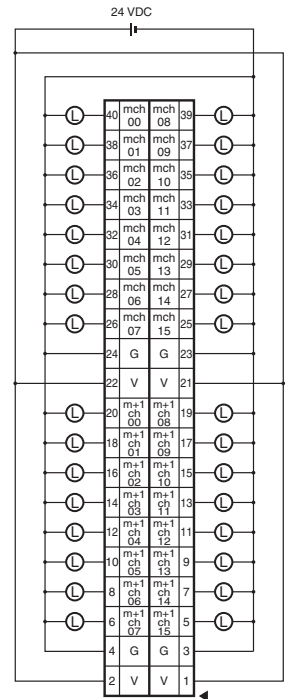 24 VDC
L 40 mch 00 mch 08 39 L
L 38 mch 01 mch 09 37 L
L 36 mch 02 mch 10 35 L
L 34 mch 03 mch 11 33 L
L 32 mch 04 mch 12 31 L
L 30 mch 05 mch 13 29 L
L 28 mch 06 mch 14 27 L
L 26 mch 07 mch 15 25 L
24 G G 23
22 V V 21
L 20 m+1 ch 00 m+1 ch 08 19 L
L 18 m+1 ch 01 m+1 ch 09 17 L
L 16 m+1 ch 02 m+1 ch 10 15 L
L 14 m+1 ch 03 m+1 ch 11 13 L
L 12 m+1 ch 04 m+1 ch 12 11 L
L 10 m+1 ch 05 m+1 ch 13 9 L
L 8 m+1 ch 06 m+1 ch 14 7 L
L 6 m+1 ch 07 m+1 ch 15 5 L
4 G G 3
2 V V 1